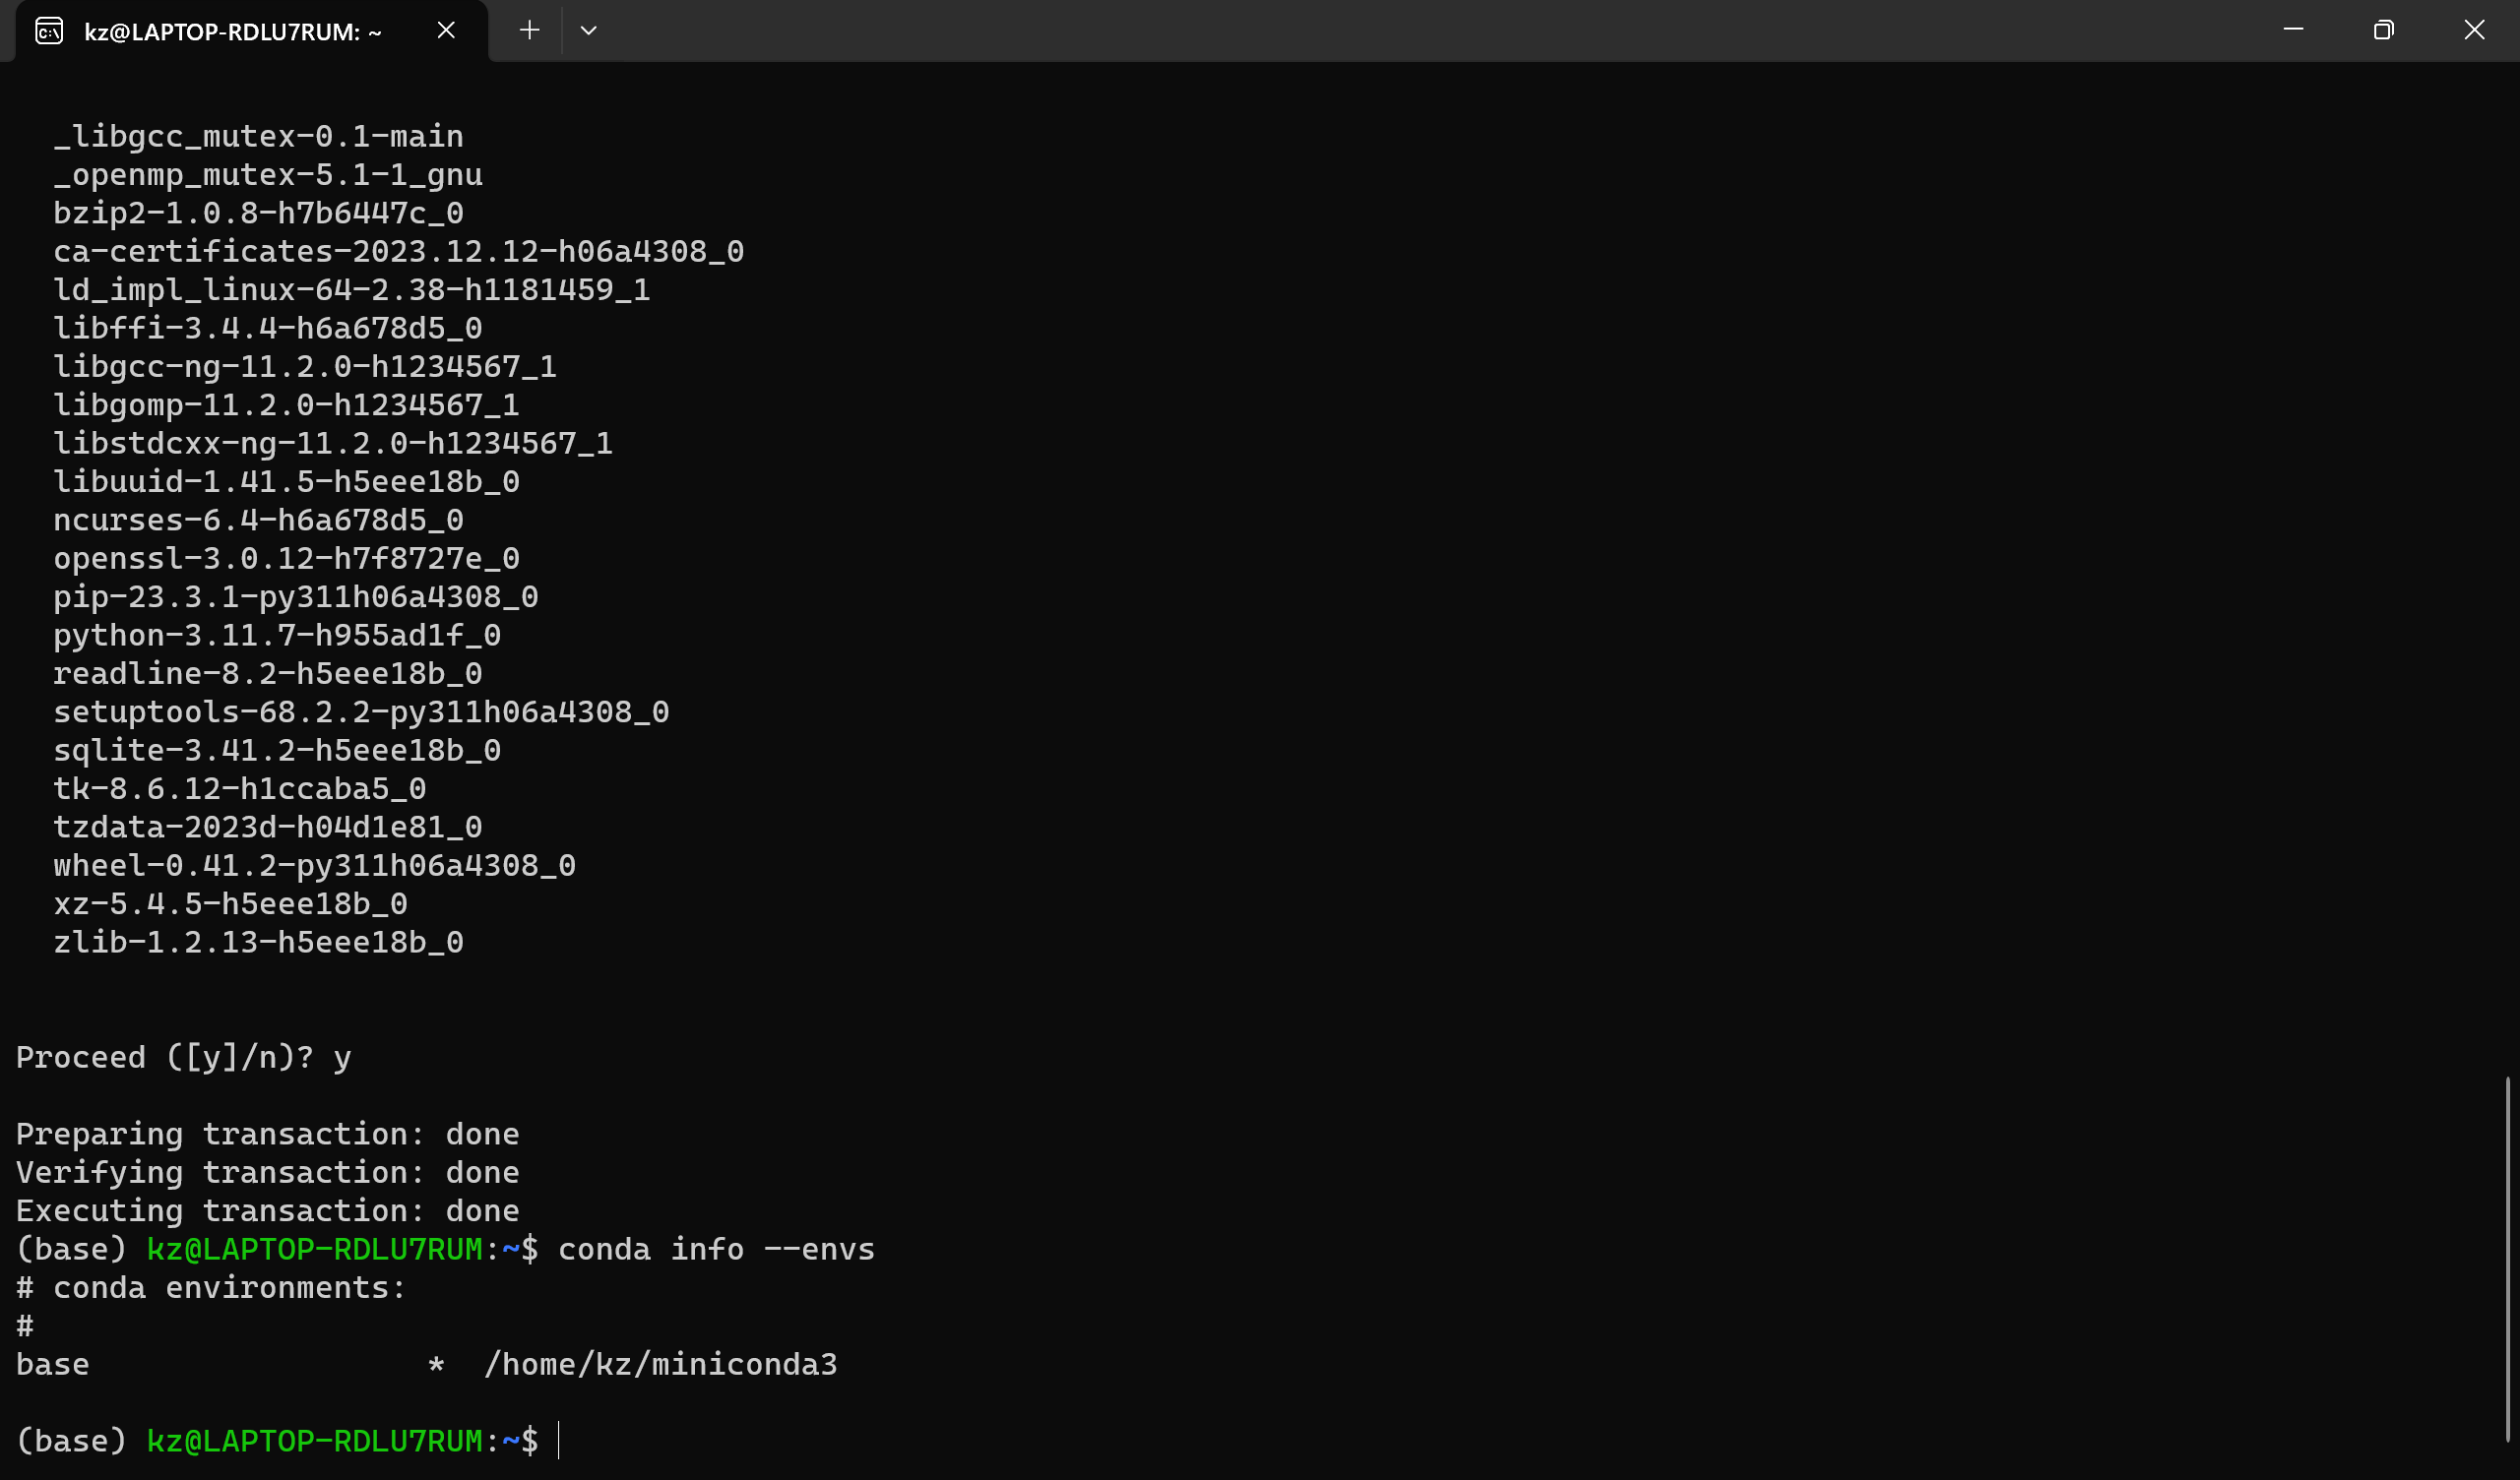 kz@LAPTOP-RDLU7RUM: ~
_libgcc_mutex-0.1-main
_openmp_mutex-5.1-1_gnu
bzip2-1.0.8-h7b6447c_0
ca-certificates-2023.12.12-h06a4308_0
ld_impl_linux-64-2.38-h1181459_1
libffi-3.4.4-h6a678d5_0
libgcc-ng-11.2.0-h1234567_1
libgomp-11.2.0-h1234567_1
libstdcxx-ng-11.2.0-h1234567_1
libuuid-1.41.5-h5eee18b_0
ncurses-6.4-h6a678d5_0
openssl-3.0.12-h7f8727e_0
pip-23.3.1-py311h06a4308_0
python-3.11.7-h955ad1f_0
readline-8.2-h5eee18b_0
setuptools-68.2.2-py311h06a4308_0
sqlite-3.41.2-h5eee18b_0
tk-8.6.12-h1ccaba5_0
tzdata-2023d-h04d1e81_0
wheel-0.41.2-py311h06a4308_0
xz-5.4.5-h5eee18b_0
zlib-1.2.13-h5eee18b_0
Proceed ([y]/n)? y
Preparing transaction: done
Verifying transaction: done
Executing transaction: done
(base) kz@LAPTOP-RDLU7RUM:~$ conda info --envs
# conda environments:
#
base * /home/kz/miniconda3
(base) kz@LAPTOP-RDLU7RUM:~$